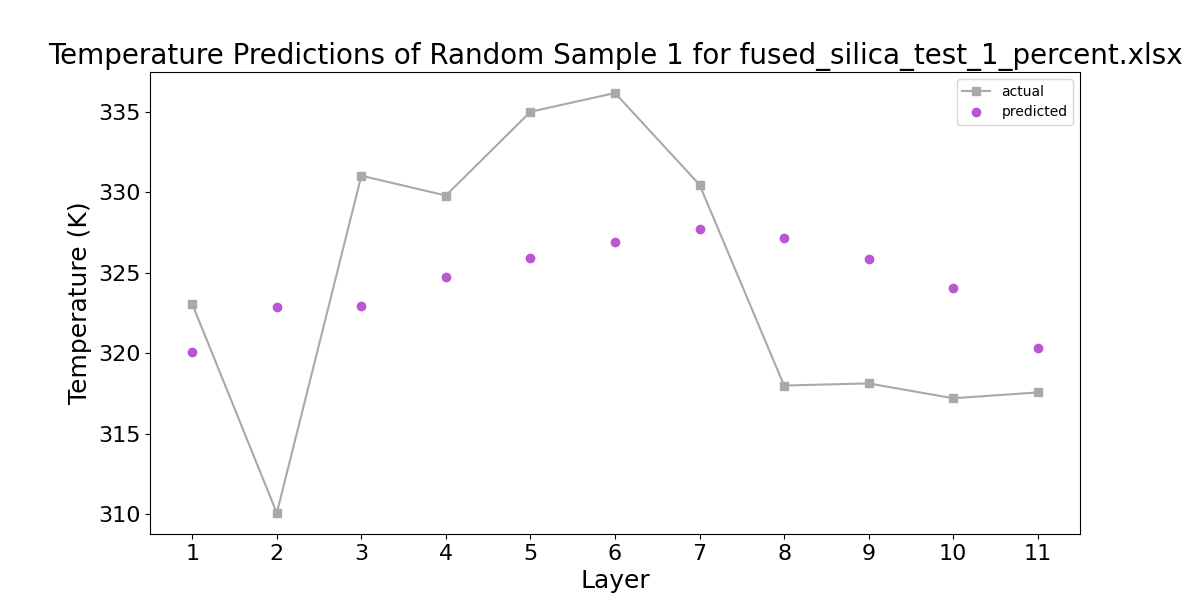 Temperature Predictions of Random Sample 1 for fused_silica_test_1_percent.xlsx
actual
predicted
Temperature (K)
335
330
325
320
315
310
1 2 3 4 5 6 7 8 9 10 11
Layer